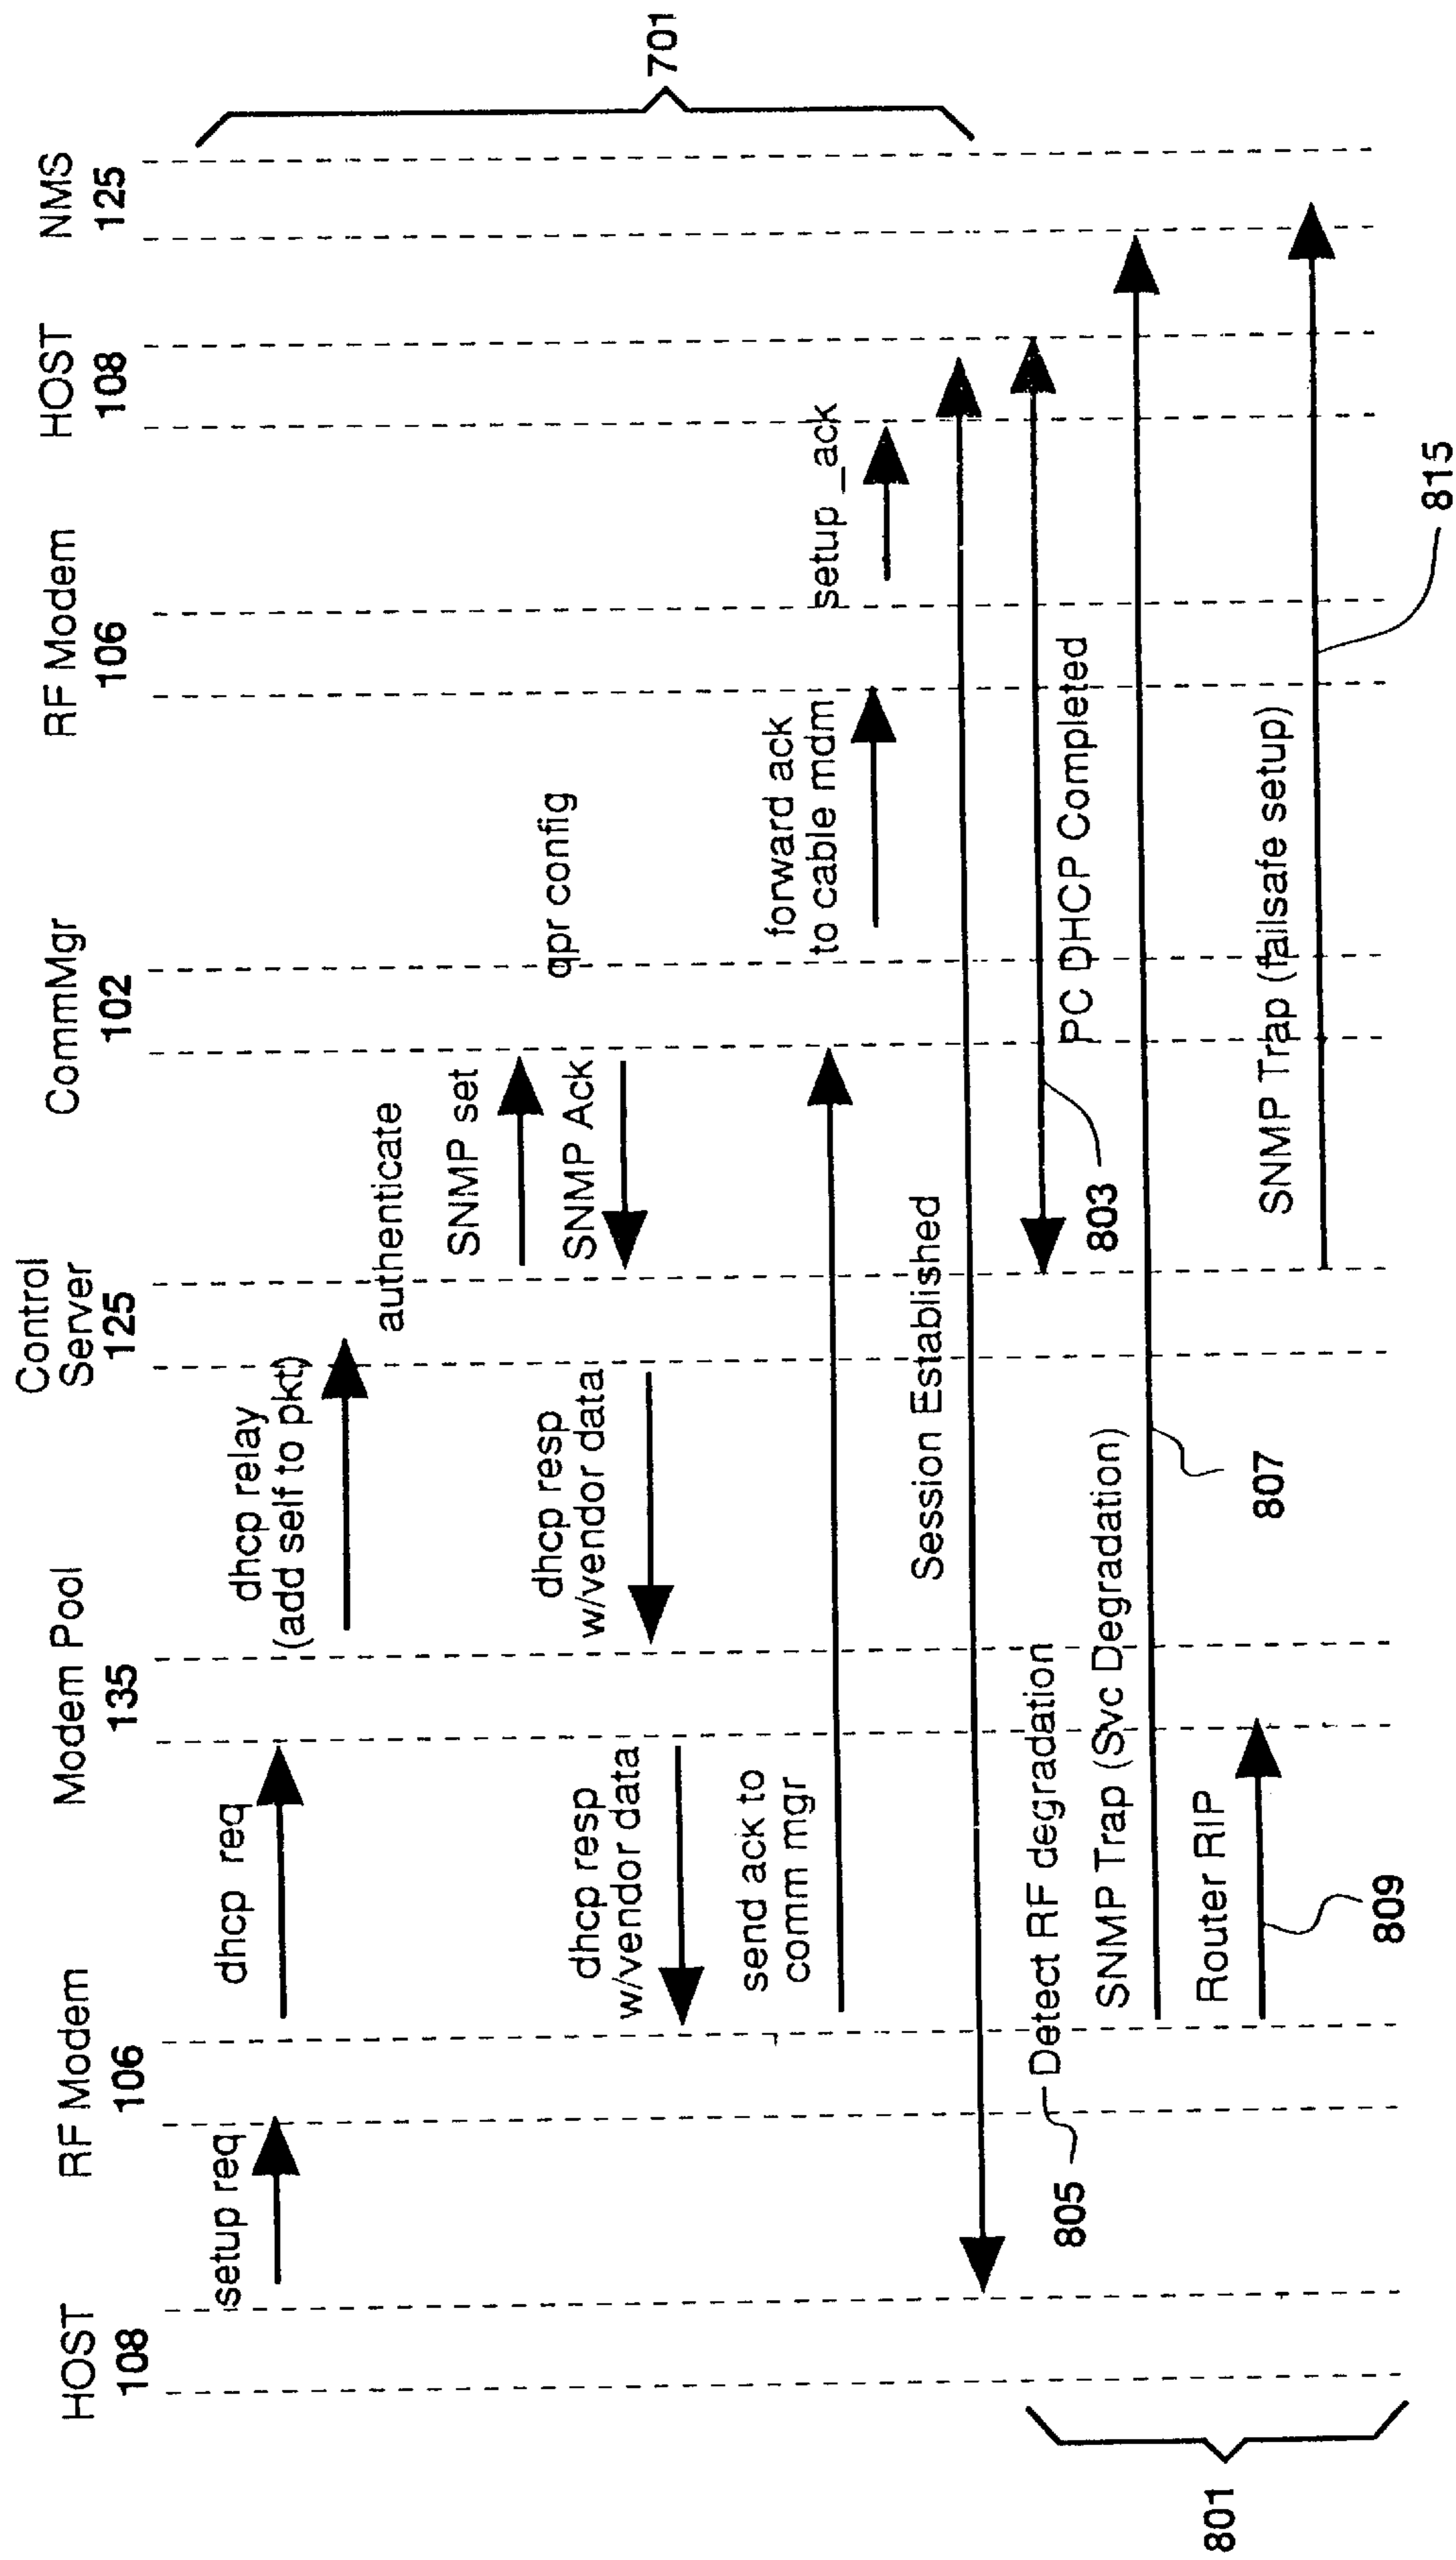 HOST
108
RF Modem
106
Modem Pool
135
Control
Server
125
CommMgr
102
RF Modem
106
HOST
108
NMS
125
701
setup req
dhcp req
dhcp relay
(add self to pkt)
authenticate
SNMP set
SNMP Ack
qpr config
dhcp resp
w/vendor data
dhcp resp
w/vendor data
send ack to
comm mgr
forward ack
to cable mdm
setup_ack
Session Established
805
Detect RF degradation
803
PC DHCP Completed
SNMP Trap (Svc Degradation)
807
Router RIP
809
SNMP Trap (failsafe setup)
815
801